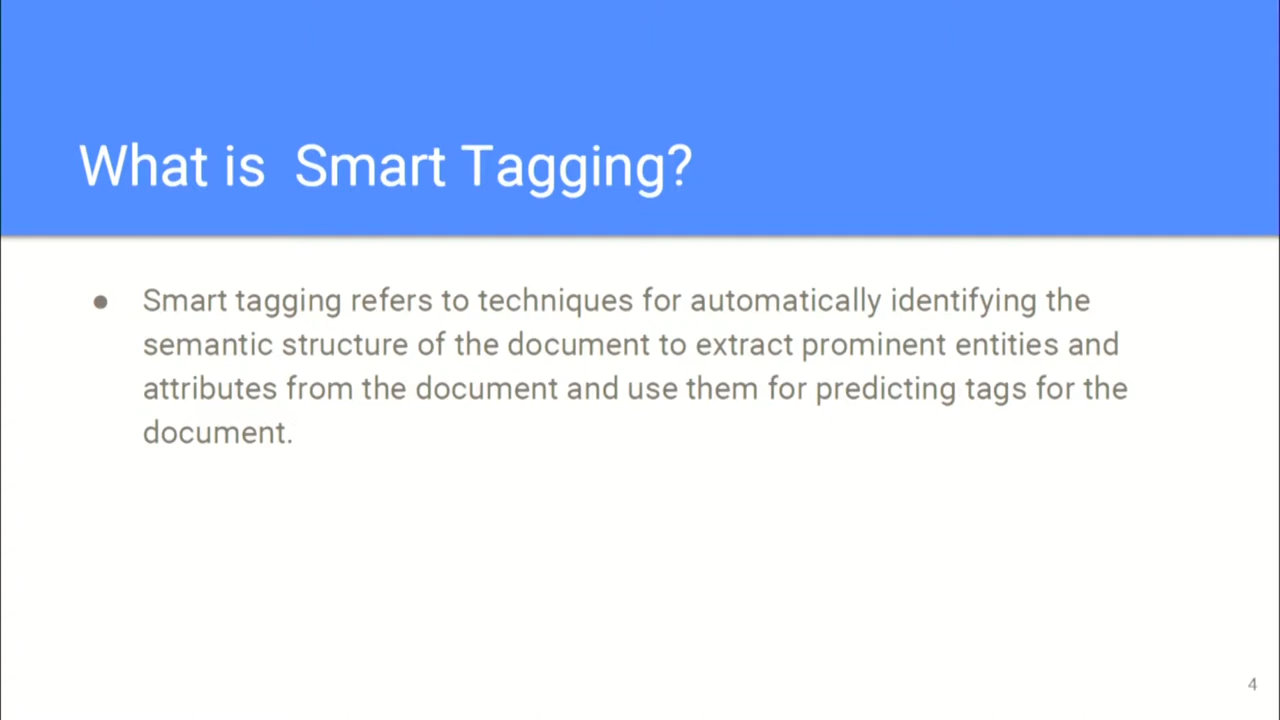 What is  Smart Tagging?
● Smart tagging refers to techniques for automatically identifying the
semantic structure of the document to extract prominent entities and
attributes from the document and use them for predicting tags for the
document.
4